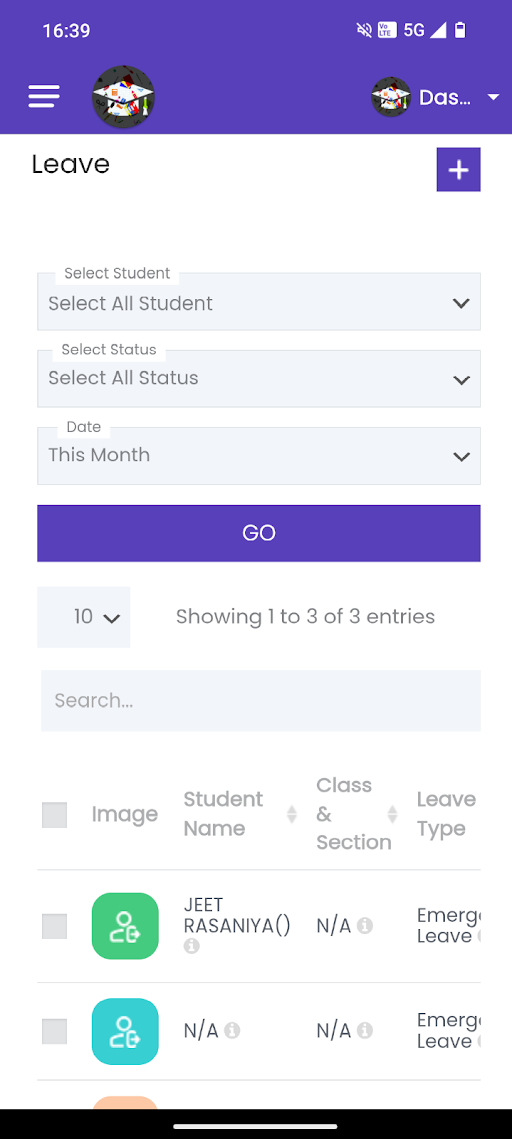 16:39
Vo LTE 5G
Das...
Leave
+
Select Student
Select All Student
Select Status
Select All Status
Date
This Month
GO
10 Showing 1 to 3 of 3 entries
Search...
Image Student Name Class & Section Leave Type
JEET RASANIYA() N/A Emerg Leave
N/A N/A Emerg Leave